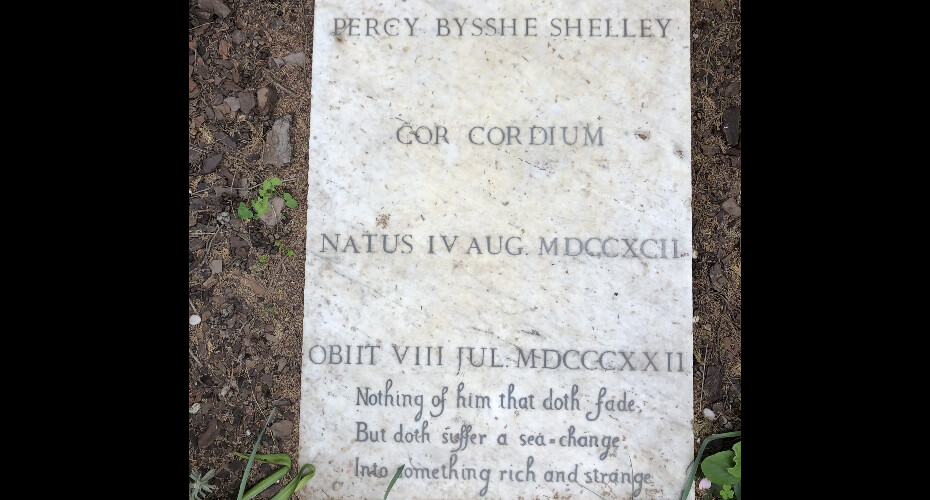 PERCY BYSSHE SHELLEY
COR CORDIUM
NATUS IV AUG. MDCCXCII.
OBIIT VIII JUL. MDCCCXXII
Nothing of him that doth fade,
But doth suffer a sea-change
Into something rich and strange